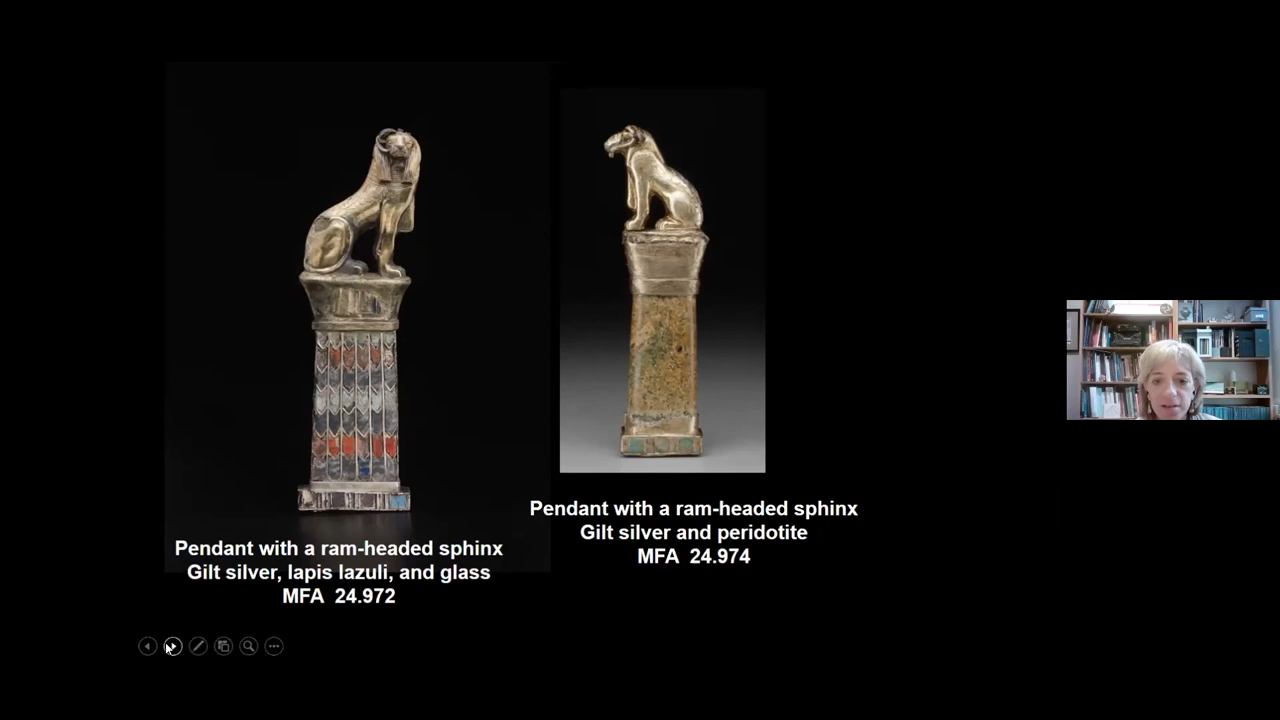 Pendant with a ram-headed sphinx
Gilt silver, lapis lazuli, and glass
MFA 24.972
Pendant with a ram-headed sphinx
Gilt silver and peridotite
MFA 24.974